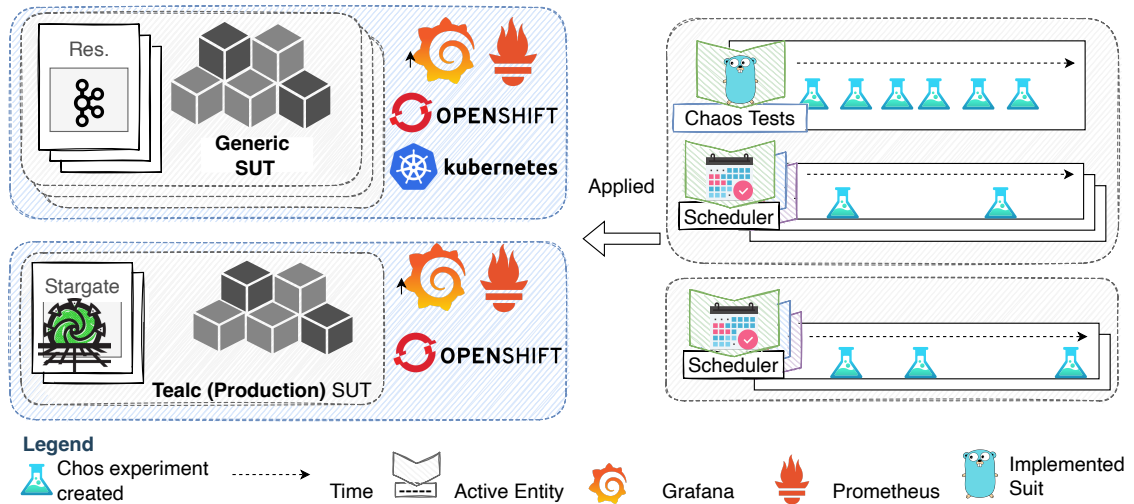 Res.
Generic
SUT
OPENSHIFT
kubernetes
Stargate
Tealc (Production) SUT
OPENSHIFT
Applied
Chaos Tests
Scheduler
Scheduler
Legend
Chos experiment
created
Time
Active Entity
Grafana
Prometheus
Implemented
Suit